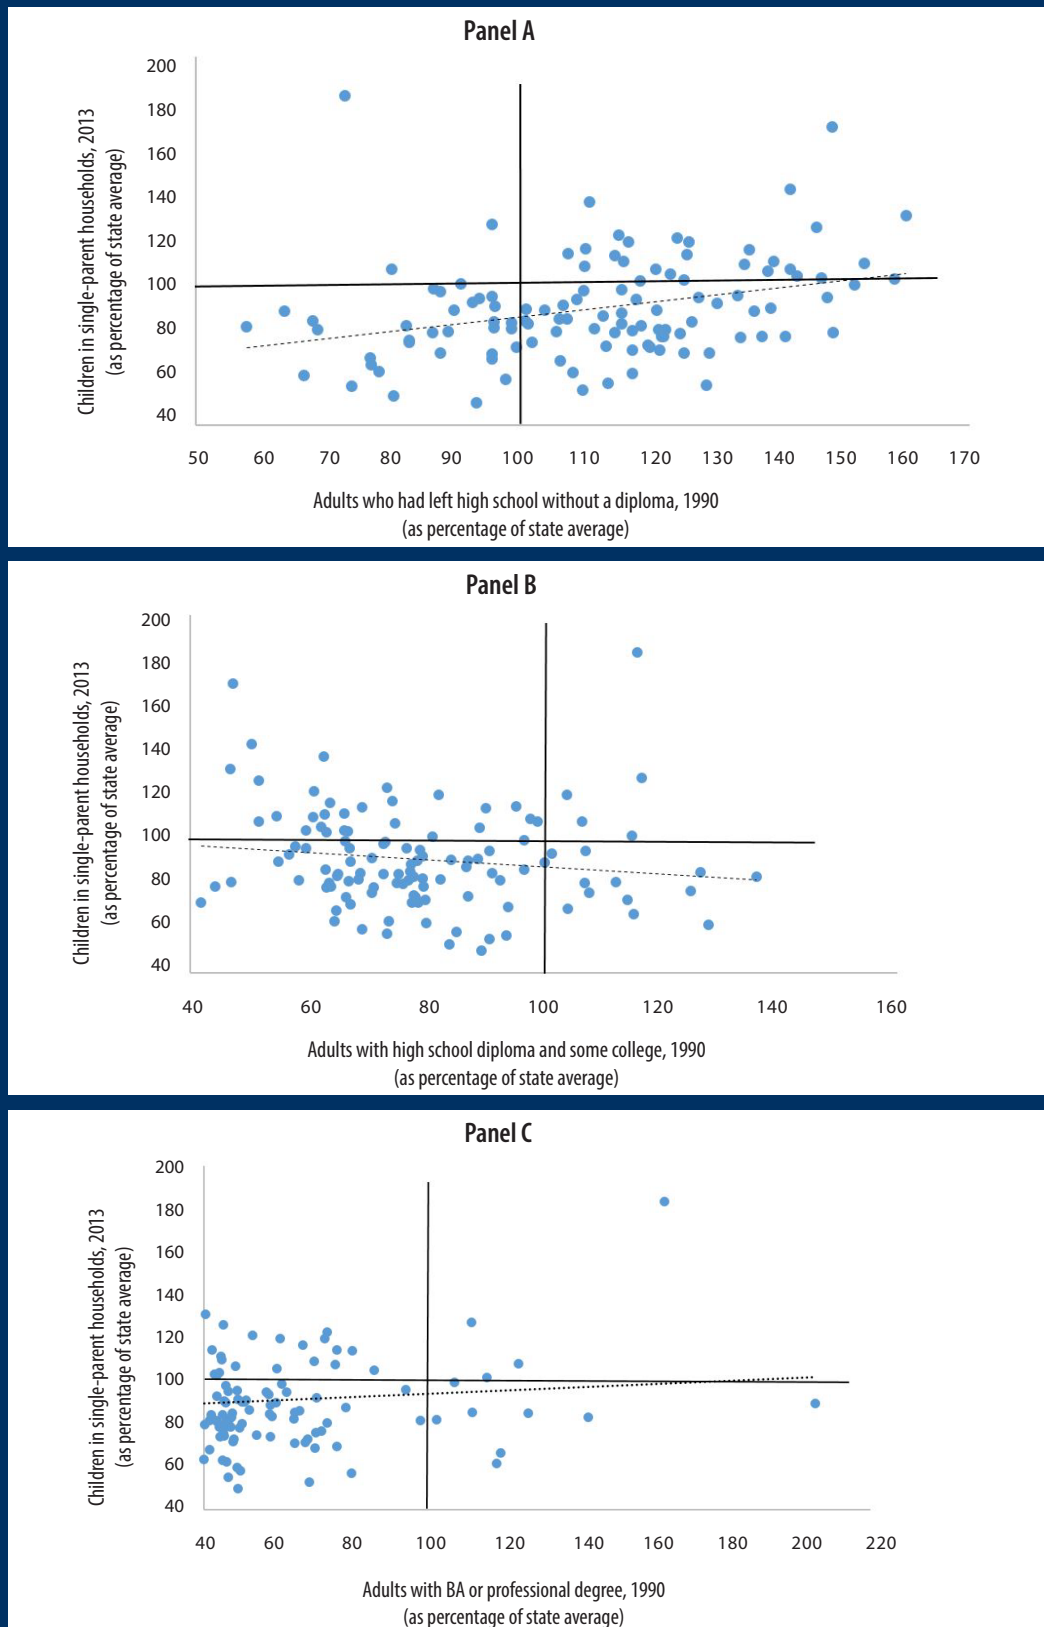 Panel A
200
180
160
140
120
100
80
60
40
Children in single-parent households, 2013
(as percentage of state average)
50 60 70 80 90 100 110 120 130 140 150 160 170
Adults who had left high school without a diploma, 1990
(as percentage of state average)
Panel B
200
180
160
140
120
100
80
60
40
Children in single-parent households, 2013
(as percentage of state average)
40 60 80 100 120 140 160
Adults with high school diploma and some college, 1990
(as percentage of state average)
Panel C
200
180
160
140
120
100
80
60
40
Children in single-parent households, 2013
(as percentage of state average)
40 60 80 100 120 140 160 180 200 220
Adults with BA or professional degree, 1990
(as percentage of state average)